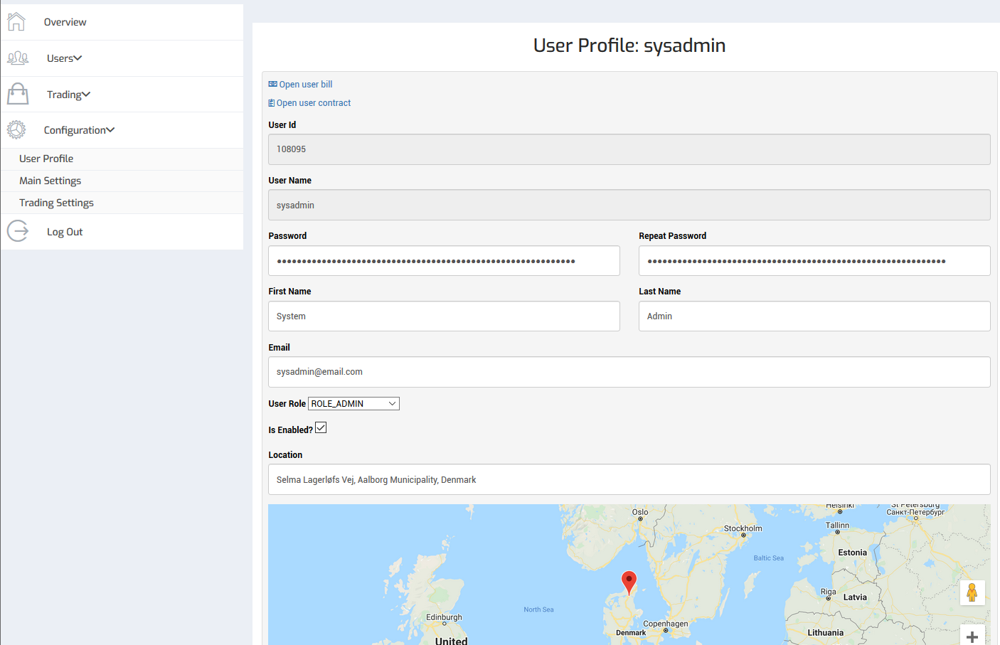 Overview
Users
Trading
Configuration
User Profile
Main Settings
Trading Settings
Log Out
User Profile: sysadmin
Open user bill
Open user contract
User Id
108095
User Name
sysadmin
Password Repeat Password
••••••••••••••••••••••••••••••••••••••••••••••••••••••••••••  ••••••••••••••••••••••••••••••••••••••••••••••••••••••••••••
First Name Last Name
System Admin
Email
sysadmin@email.com
User Role ROLE_ADMIN
Is Enabled?
Location
Selma Lagerløfs Vej, Aalborg Municipality, Denmark
Helsinki
St Petersburg
Санкт-Петербург
Oslo
Tallinn
Stockholm
Estonia
Baltic Sea
Riga
Latvia
North Sea
Edinburgh
Copenhagen
Denmark
Lithuania
United